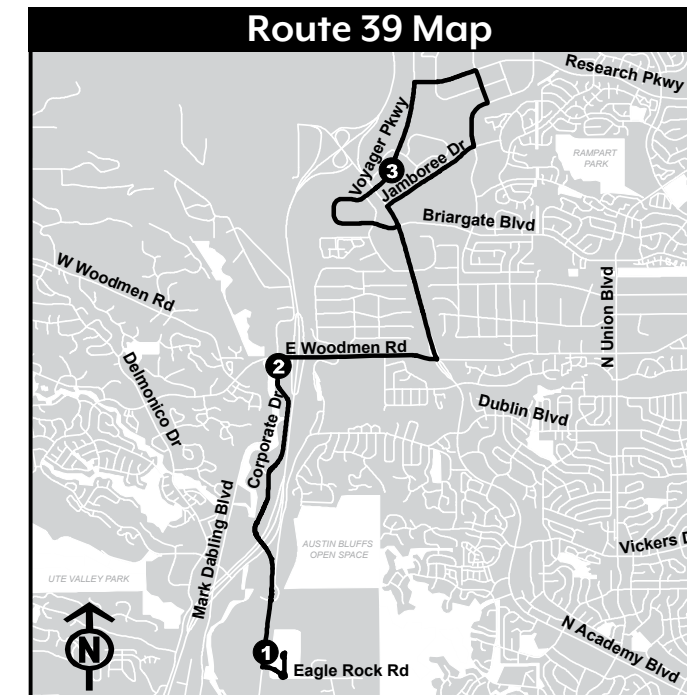 Route 39 Map
Research Pkwy
Voyager Pkwy
RAMPART
PARK
3
Jamboree Dr
Briargate Blvd
W Woodmen Rd
N Union Blvd
E Woodmen Rd
2
Delmonico Dr
Corporate Dr
Dublin Blvd
Mark Dabling Blvd
AUSTIN BLUFFS
OPEN SPACE
Vickers D
UTE VALLEY PARK
N Academy Blvd
N
1
Eagle Rock Rd